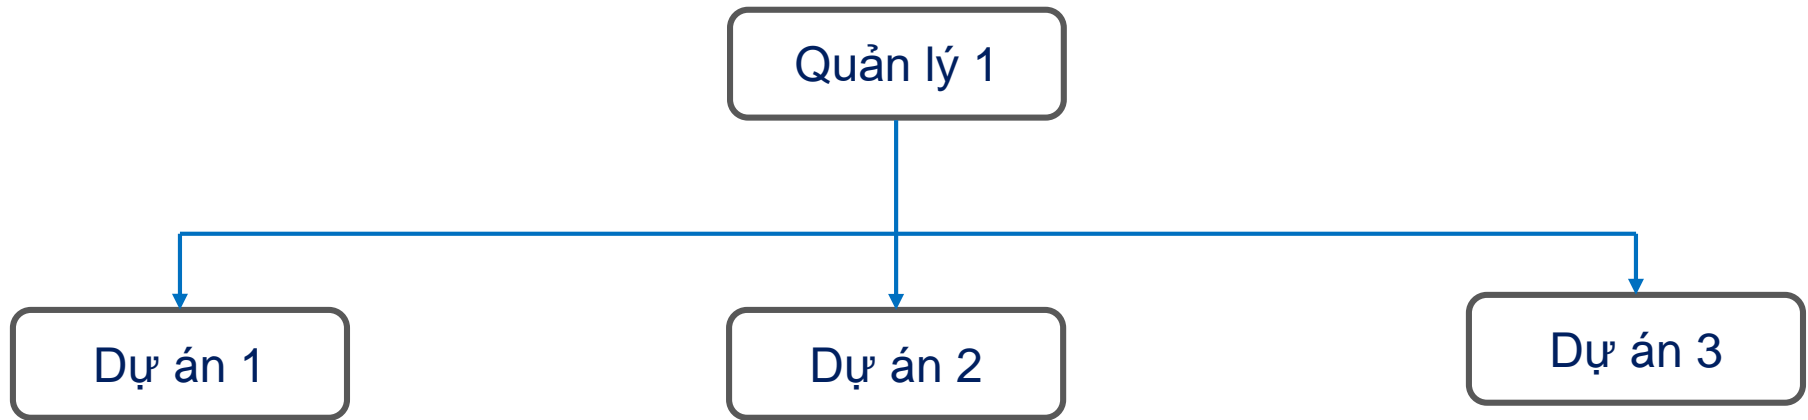 Quản lý 1
Dự án 1
Dự án 2
Dự án 3